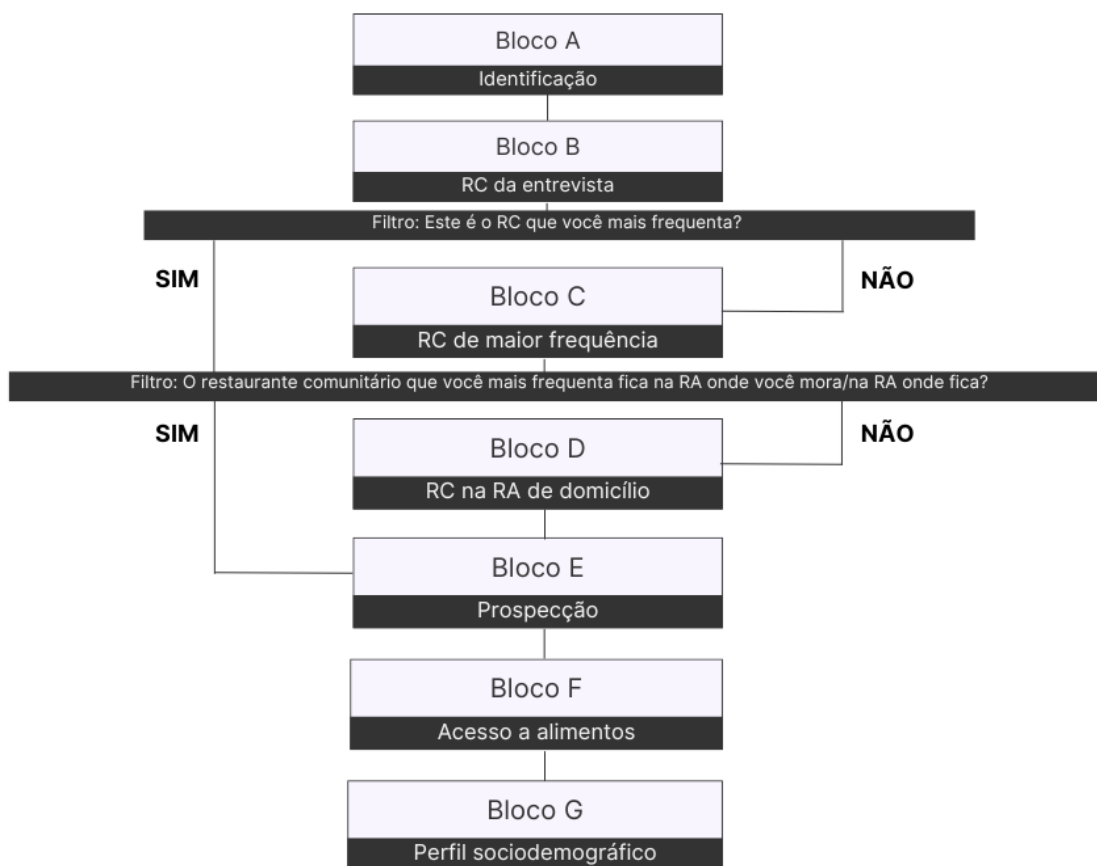 Bloco A
Identificação
Bloco B
RC da entrevista
Filtro: Este é o RC que você mais frequenta?
SIM
NÃO
Bloco C
RC de maior frequência
Filtro: O restaurante comunitário que você mais frequenta fica na RA onde você mora/na RA onde fica?
SIM
NÃO
Bloco D
RC na RA de domicílio
Bloco E
Prospecção
Bloco F
Acesso a alimentos
Bloco G
Perfil sociodemográfico